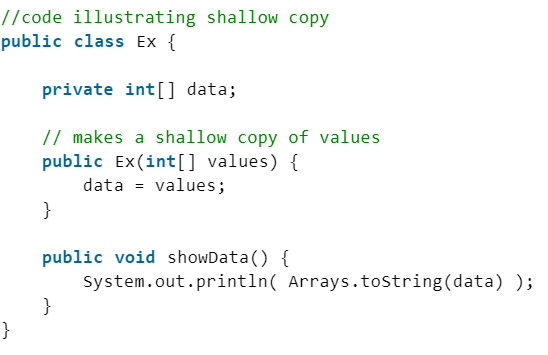 //code illustrating shallow copy
public class Ex {
private int[] data;
// makes a shallow copy of values
public Ex(int[] values) {
data = values;
}
public void showData() {
System.out.println( Arrays.toString(data) );
}
}